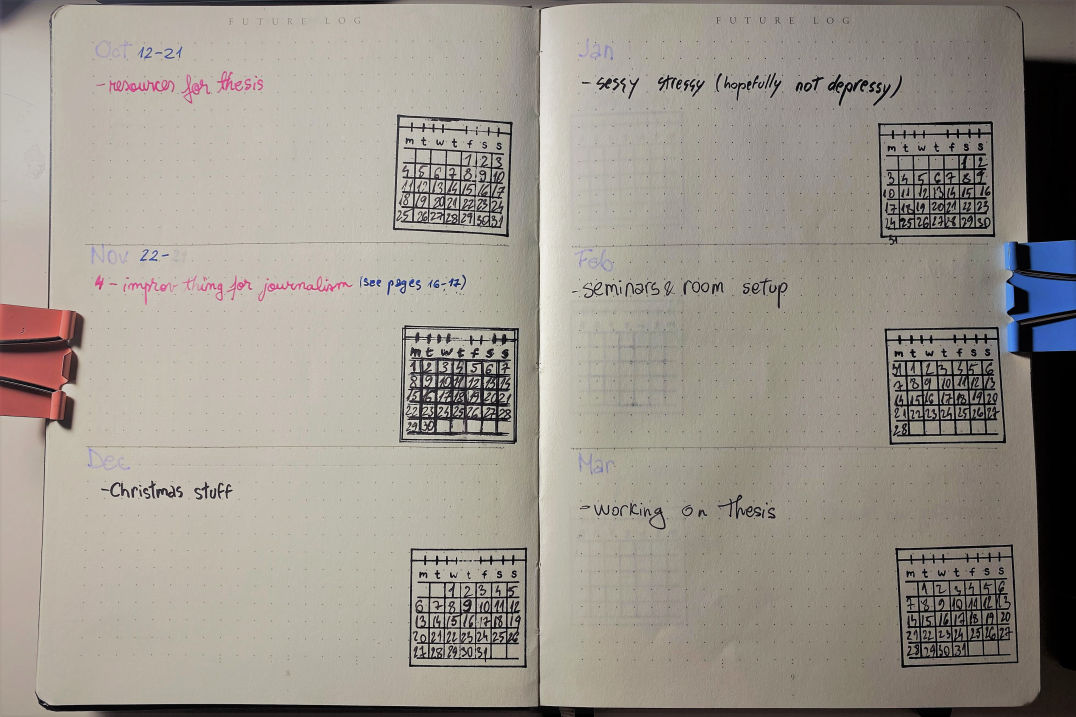 FUTURE LOG
Oct 12-21
- resources for thesis
m t w t f s s
1 2 3
4 5 6 7 8 9 10
11 12 13 14 15 16 17
18 19 20 21 22 23 24
25 26 27 28 29 30 31
Nov 22-
4 - improv thing for journalism (see pages 16-17)
m t w t f s s
1 2 3 4 5 6 7
8 9 10 11 12 13 14
15 16 17 18 19 20 21
22 23 24 25 26 27 28
29 30
Dec
- Christmas stuff
m t w t f s s
1 2 3 4 5
6 7 8 9 10 11 12
13 14 15 16 17 18 19
20 21 22 23 24 25 26
27 28 29 30 31
8
FUTURE LOG
Jan
- sessy stressy (hopefully not depressy)
m t w t f s s
1 2
3 4 5 6 7 8 9
10 11 12 13 14 15 16
17 18 19 20 21 22 23
24 25 26 27 28 29 30
31
Feb
- seminars & room setup
m t w t f s s
1 2 3 4 5 6
7 8 9 10 11 12 13
14 15 16 17 18 19 20
21 22 23 24 25 26 27
28
Mar
- working on thesis
m t w t f s s
1 2 3 4 5 6
7 8 9 10 11 12 13
14 15 16 17 18 19 20
21 22 23 24 25 26 27
28 29 30 31
9